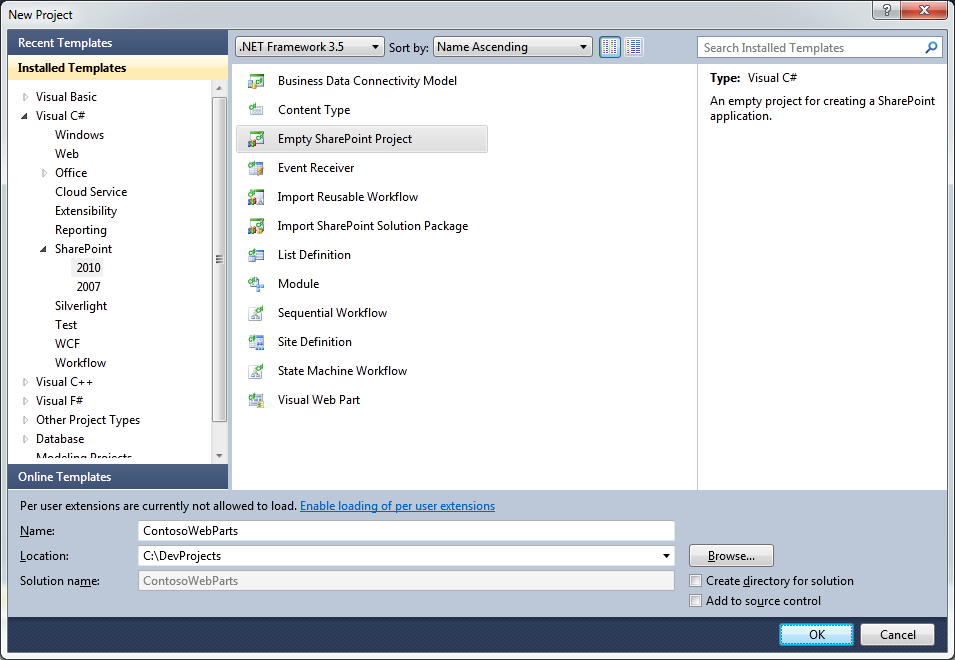 New Project
?
Recent Templates
Installed Templates
Visual Basic
Visual C#
Windows
Web
Office
Cloud Service
Extensibility
Reporting
SharePoint
2010
2007
Silverlight
Test
WCF
Workflow
Visual C++
Visual F#
Other Project Types
Database
Modeling Projects
Online Templates
.NET Framework 3.5
Sort by: Name Ascending
Business Data Connectivity Model
Content Type
Empty SharePoint Project
Event Receiver
Import Reusable Workflow
Import SharePoint Solution Package
List Definition
Module
Sequential Workflow
Site Definition
State Machine Workflow
Visual Web Part
Search Installed Templates
Type: Visual C#
An empty project for creating a SharePoint
application.
Per user extensions are currently not allowed to load. Enable loading of per user extensions
Name: ContosoWebParts
Location: C:\DevProjects
Browse...
Solution name: ContosoWebParts
Create directory for solution
Add to source control
OK
Cancel